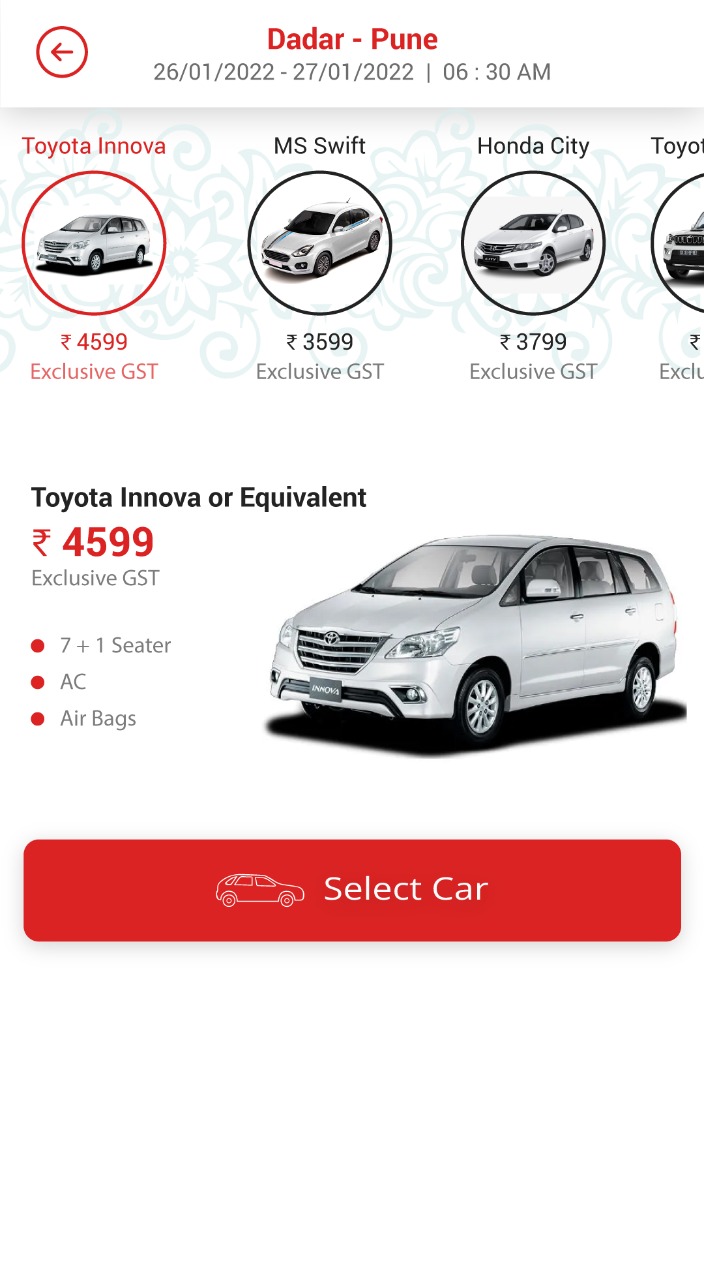 Dadar - Pune
26/01/2022 - 27/01/2022 | 06 : 30 AM
Toyota Innova
MS Swift
Honda City
Toyot
₹ 4599
₹ 3599
₹ 3799
₹
Exclusive GST
Exclusive GST
Exclusive GST
Exclu
Toyota Innova or Equivalent
₹ 4599
Exclusive GST
7 + 1 Seater
AC
Air Bags
INNOVA
Select Car